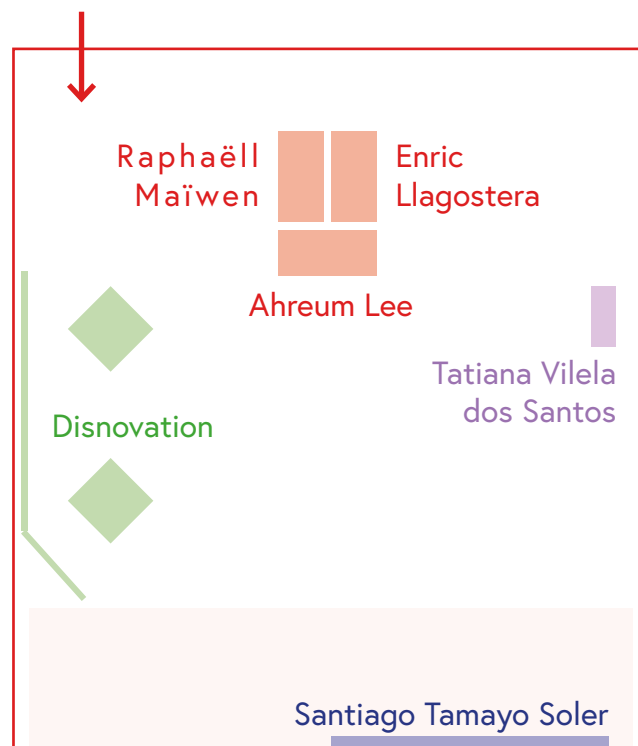 Raphaëll
Maïwen
Enric
Llagostera
Ahreum Lee
Tatiana Vilela
dos Santos
Disnovation
Santiago Tamayo Soler